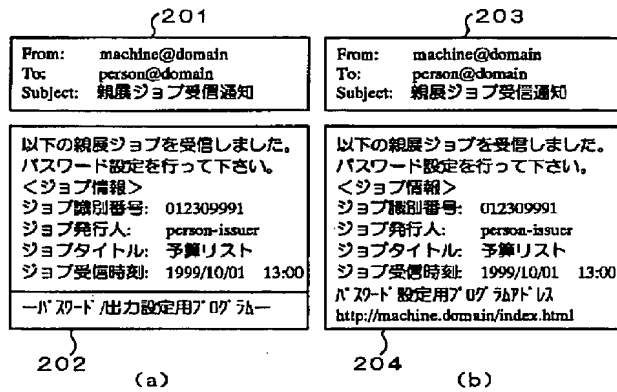 201
From: machine@domain
To: person@domain
Subject: 親展ジョブ受信通知
以下の親展ジョブを受信しました。
パスワード設定を行って下さい。
＜ジョブ情報＞
ジョブ識別番号: 012309991
ジョブ発行人: person-issuer
ジョブタイトル: 予算リスト
ジョブ受信時刻: 1999/10/01 13:00
―ﾊﾟｽﾜｰﾄﾞ/出力設定用ﾌﾟﾛｸﾞﾗﾑ―
202
(a)
203
From: machine@domain
To: person@domain
Subject: 親展ジョブ受信通知
以下の親展ジョブを受信しました。
パスワード設定を行って下さい。
＜ジョブ情報＞
ジョブ識別番号: 012309991
ジョブ発行人: person-issuer
ジョブタイトル: 予算リスト
ジョブ受信時刻: 1999/10/01 13:00
ﾊﾟｽﾜｰﾄﾞ設定用ﾌﾟﾛｸﾞﾗﾑｱﾄﾞﾚｽ
http://machine.domain/index.html
204
(b)